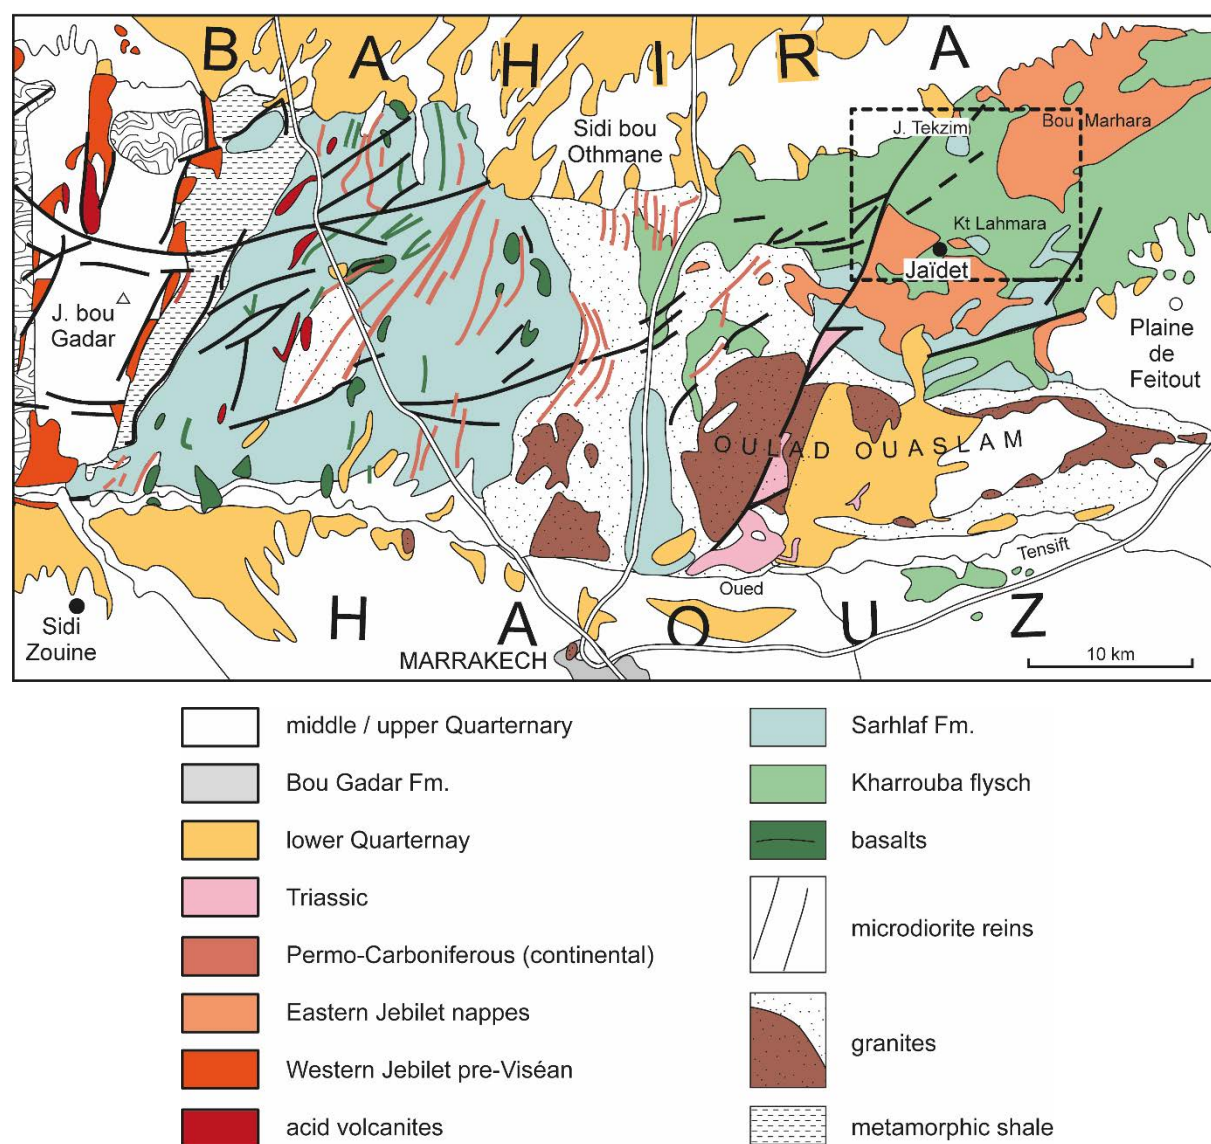 B A H I R A
J. Tekzim
Bou Marhara
Sidi bou
Othmane
Kt Lahmara
Jaïdet
J. bou
Gadar
Plaine
de
Feitout
OULAD OUASLAM
Tensift
Oued
Sidi
Zouine
H A O U Z
MARRAKECH
10 km
middle / upper Quarternary
Bou Gadar Fm.
lower Quarternay
Triassic
Permo-Carboniferous (continental)
Eastern Jebilet nappes
Western Jebilet pre-Viséan
acid volcanites
Sarhlaf Fm.
Kharrouba flysch
basalts
microdiorite reins
granites
metamorphic shale